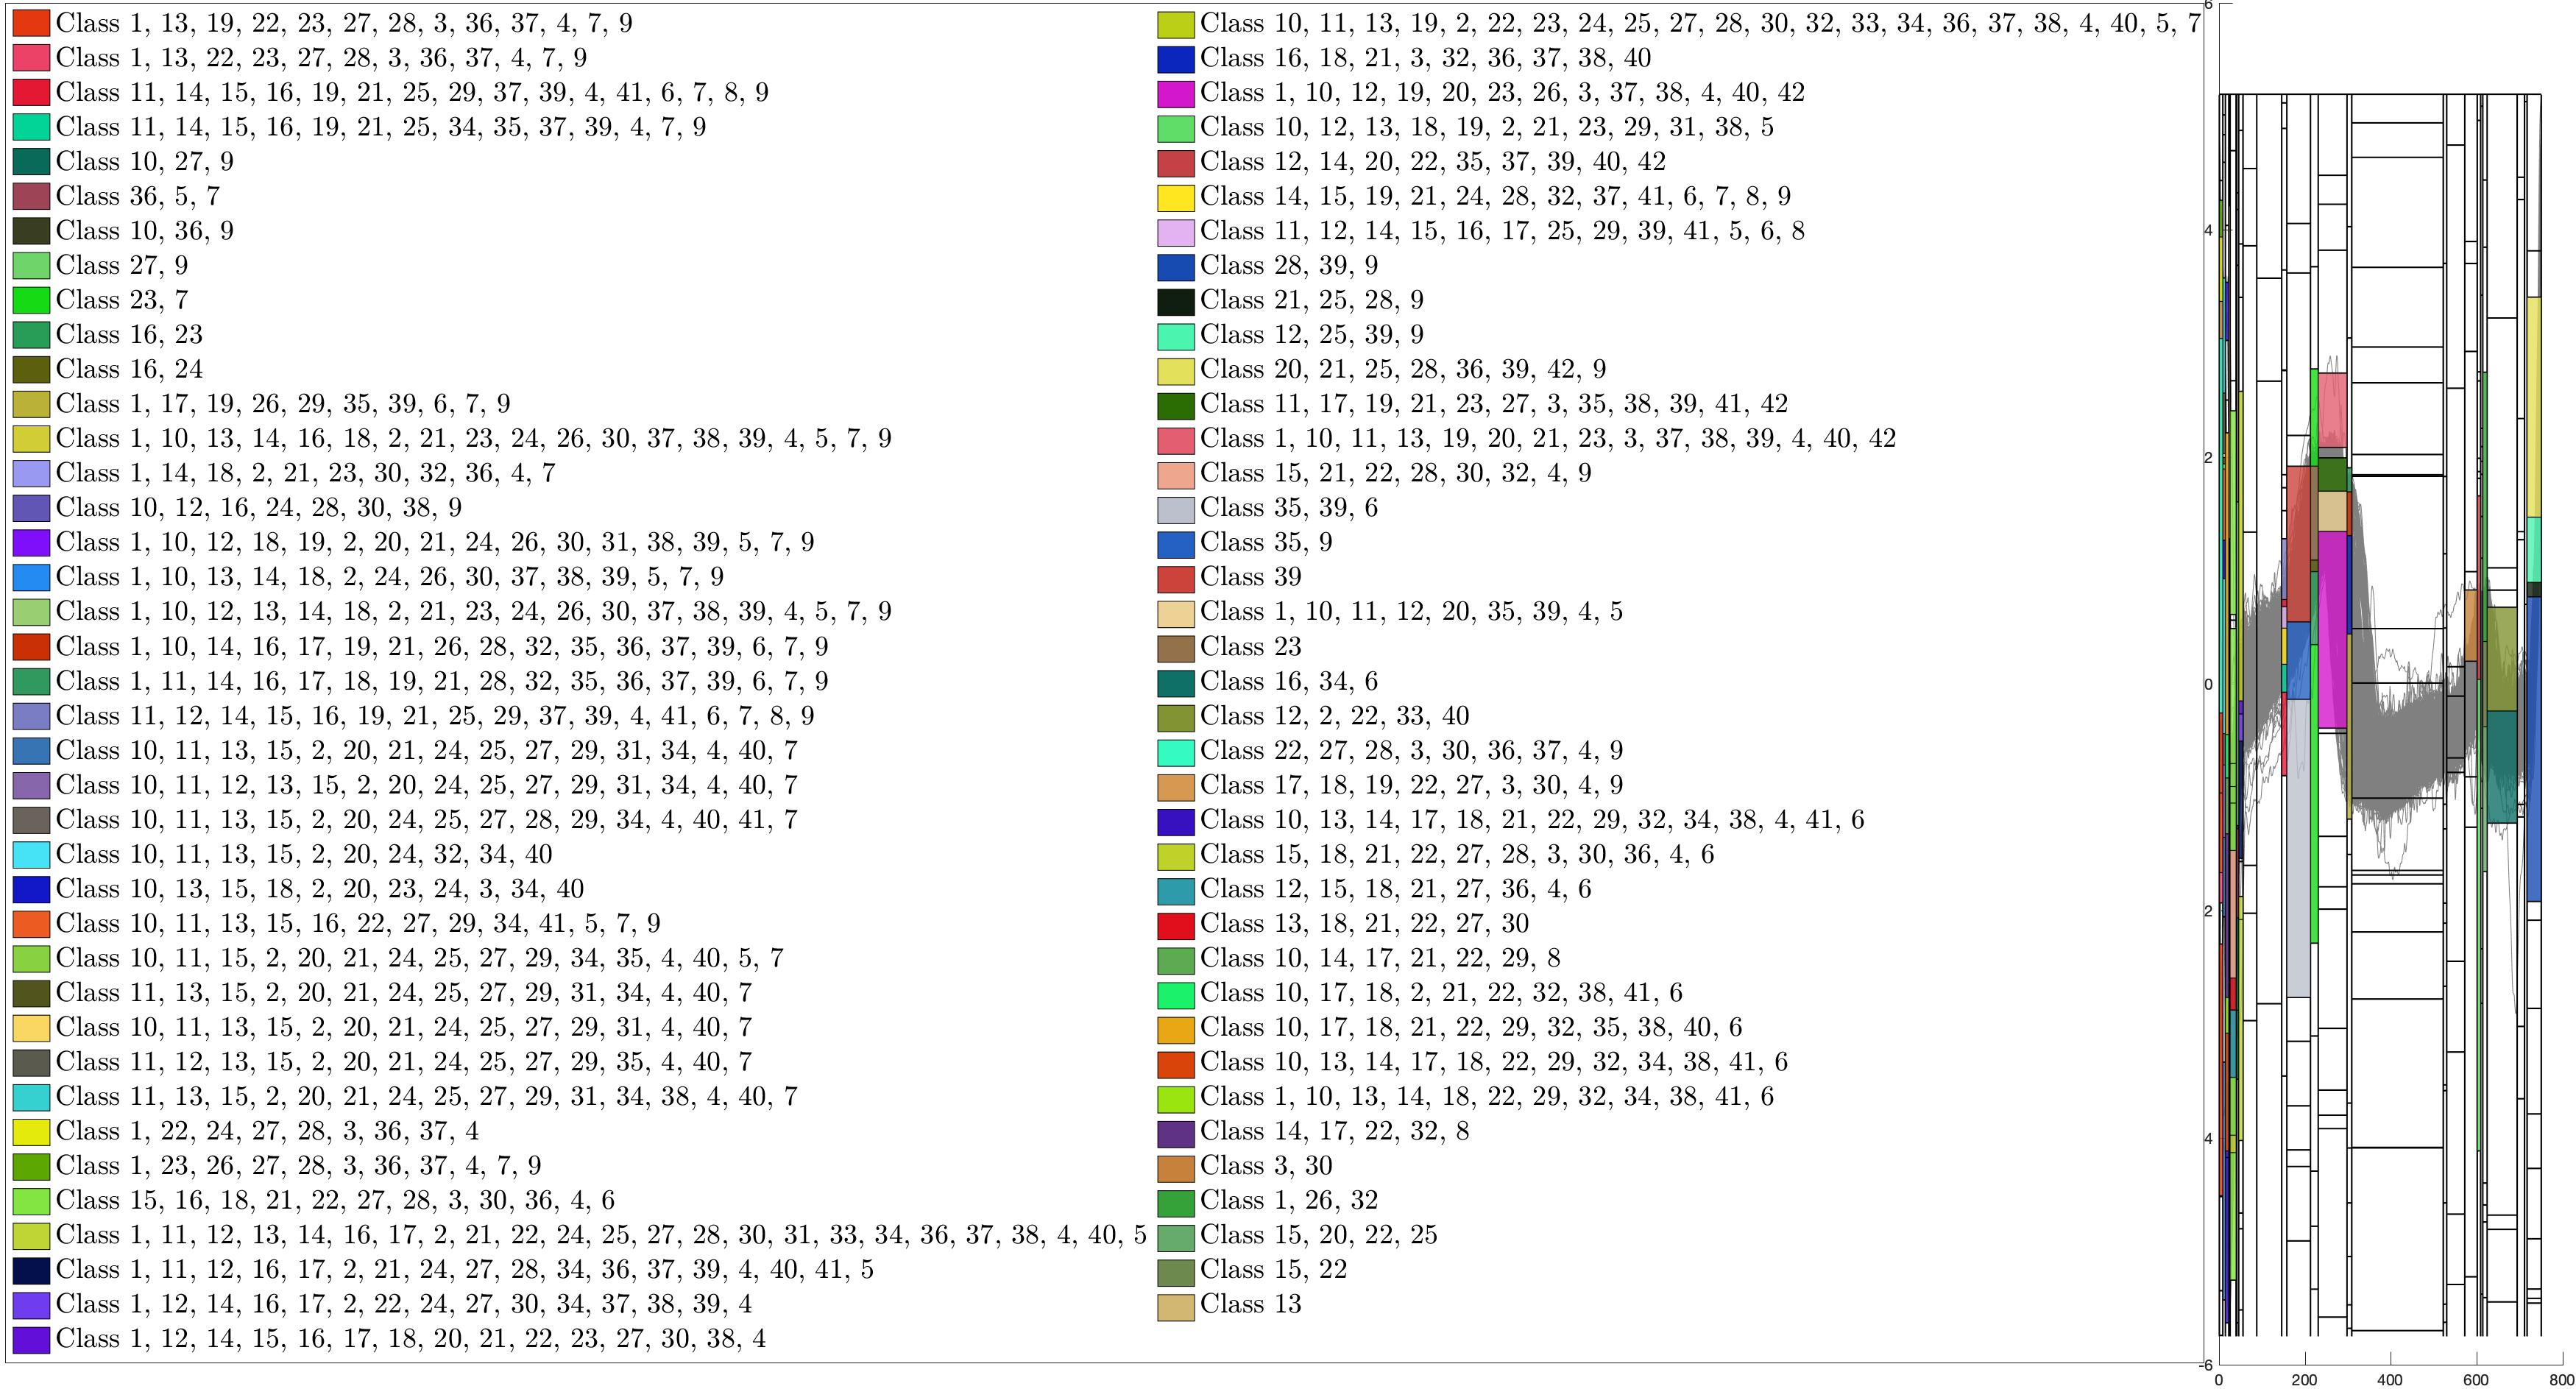 Class 1, 13, 19, 22, 23, 27, 28, 3, 36, 37, 4, 7, 9
Class 1, 13, 22, 23, 27, 28, 3, 36, 37, 4, 7, 9
Class 11, 14, 15, 16, 19, 21, 25, 29, 37, 39, 4, 41, 6, 7, 8, 9
Class 11, 14, 15, 16, 19, 21, 25, 34, 35, 37, 39, 4, 7, 9
Class 10, 27, 9
Class 36, 5, 7
Class 10, 36, 9
Class 27, 9
Class 23, 7
Class 16, 23
Class 16, 24
Class 1, 17, 19, 26, 29, 35, 39, 6, 7, 9
Class 1, 10, 13, 14, 16, 18, 2, 21, 23, 24, 26, 30, 37, 38, 39, 4, 5, 7, 9
Class 1, 14, 18, 2, 21, 23, 30, 32, 36, 4, 7
Class 10, 12, 16, 24, 28, 30, 38, 9
Class 1, 10, 12, 18, 19, 2, 20, 21, 24, 26, 30, 31, 38, 39, 5, 7, 9
Class 1, 10, 13, 14, 18, 2, 24, 26, 30, 37, 38, 39, 5, 7, 9
Class 1, 10, 12, 13, 14, 18, 2, 21, 23, 24, 26, 30, 37, 38, 39, 4, 5, 7, 9
Class 1, 10, 14, 16, 17, 19, 21, 26, 28, 32, 35, 36, 37, 39, 6, 7, 9
Class 1, 11, 14, 16, 17, 18, 19, 21, 28, 32, 35, 36, 37, 39, 6, 7, 9
Class 11, 12, 14, 15, 16, 19, 21, 25, 29, 37, 39, 4, 41, 6, 7, 8, 9
Class 10, 11, 13, 15, 2, 20, 21, 24, 25, 27, 29, 31, 34, 4, 40, 7
Class 10, 11, 12, 13, 15, 2, 20, 24, 25, 27, 29, 31, 34, 4, 40, 7
Class 10, 11, 13, 15, 2, 20, 24, 25, 27, 28, 29, 34, 4, 40, 41, 7
Class 10, 11, 13, 15, 2, 20, 24, 32, 34, 40
Class 10, 13, 15, 18, 2, 20, 23, 24, 3, 34, 40
Class 10, 11, 13, 15, 16, 22, 27, 29, 34, 41, 5, 7, 9
Class 10, 11, 15, 2, 20, 21, 24, 25, 27, 29, 34, 35, 4, 40, 5, 7
Class 11, 13, 15, 2, 20, 21, 24, 25, 27, 29, 31, 34, 4, 40, 7
Class 10, 11, 13, 15, 2, 20, 21, 24, 25, 27, 29, 31, 4, 40, 7
Class 11, 12, 13, 15, 2, 20, 21, 24, 25, 27, 29, 35, 4, 40, 7
Class 11, 13, 15, 2, 20, 21, 24, 25, 27, 29, 31, 34, 38, 4, 40, 7
Class 1, 22, 24, 27, 28, 3, 36, 37, 4
Class 1, 23, 26, 27, 28, 3, 36, 37, 4, 7, 9
Class 15, 16, 18, 21, 22, 27, 28, 3, 30, 36, 4, 6
Class 1, 11, 12, 13, 14, 16, 17, 2, 21, 22, 24, 25, 27, 28, 30, 31, 33, 34, 36, 37, 38, 4, 40, 5
Class 1, 11, 12, 16, 17, 2, 21, 24, 27, 28, 34, 36, 37, 39, 4, 40, 41, 5
Class 1, 12, 14, 16, 17, 2, 22, 24, 27, 30, 34, 37, 38, 39, 4
Class 1, 12, 14, 15, 16, 17, 18, 20, 21, 22, 23, 27, 30, 38, 4
Class 10, 11, 13, 19, 2, 22, 23, 24, 25, 27, 28, 30, 32, 33, 34, 36, 37, 38, 4, 40, 5, 7
Class 16, 18, 21, 3, 32, 36, 37, 38, 40
Class 1, 10, 12, 19, 20, 23, 26, 3, 37, 38, 4, 40, 42
Class 10, 12, 13, 18, 19, 2, 21, 23, 29, 31, 38, 5
Class 12, 14, 20, 22, 35, 37, 39, 40, 42
Class 14, 15, 19, 21, 24, 28, 32, 37, 41, 6, 7, 8, 9
Class 11, 12, 14, 15, 16, 17, 25, 29, 39, 41, 5, 6, 8
Class 28, 39, 9
Class 21, 25, 28, 9
Class 12, 25, 39, 9
Class 20, 21, 25, 28, 36, 39, 42, 9
Class 11, 17, 19, 21, 23, 27, 3, 35, 38, 39, 41, 42
Class 1, 10, 11, 13, 19, 20, 21, 23, 3, 37, 38, 39, 4, 40, 42
Class 15, 21, 22, 28, 30, 32, 4, 9
Class 35, 39, 6
Class 35, 9
Class 39
Class 1, 10, 11, 12, 20, 35, 39, 4, 5
Class 23
Class 16, 34, 6
Class 12, 2, 22, 33, 40
Class 22, 27, 28, 3, 30, 36, 37, 4, 9
Class 17, 18, 19, 22, 27, 3, 30, 4, 9
Class 10, 13, 14, 17, 18, 21, 22, 29, 32, 34, 38, 4, 41, 6
Class 15, 18, 21, 22, 27, 28, 3, 30, 36, 4, 6
Class 12, 15, 18, 21, 27, 36, 4, 6
Class 13, 18, 21, 22, 27, 30
Class 10, 14, 17, 21, 22, 29, 8
Class 10, 17, 18, 2, 21, 22, 32, 38, 41, 6
Class 10, 17, 18, 21, 22, 29, 32, 35, 38, 40, 6
Class 10, 13, 14, 17, 18, 22, 29, 32, 34, 38, 41, 6
Class 1, 10, 13, 14, 18, 22, 29, 32, 34, 38, 41, 6
Class 14, 17, 22, 32, 8
Class 3, 30
Class 1, 26, 32
Class 15, 20, 22, 25
Class 15, 22
Class 13
6
4
2
0
2
4
-6
0 200 400 600 800